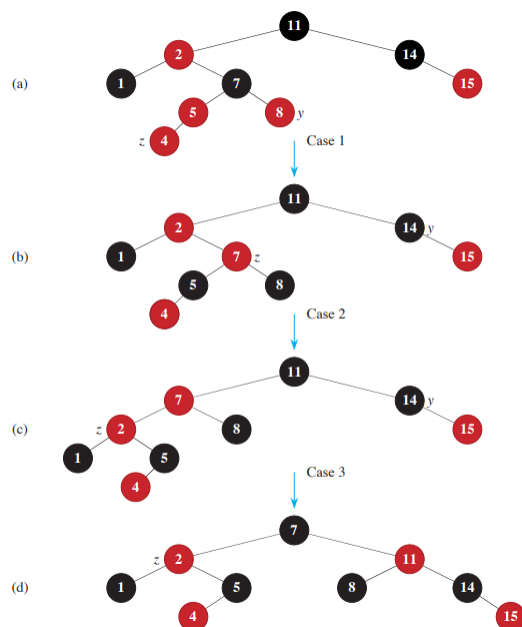 11
2 14
(a) 1 7 15
5 8 y
z 4 Case 1
11
2 14 y
(b) 1 7 z 15
5 8
4 Case 2
11
7 14 y
(c) z 2 8 15
1 5
4 Case 3
7
z 2 11
(d) 1 5 8 14
4 15